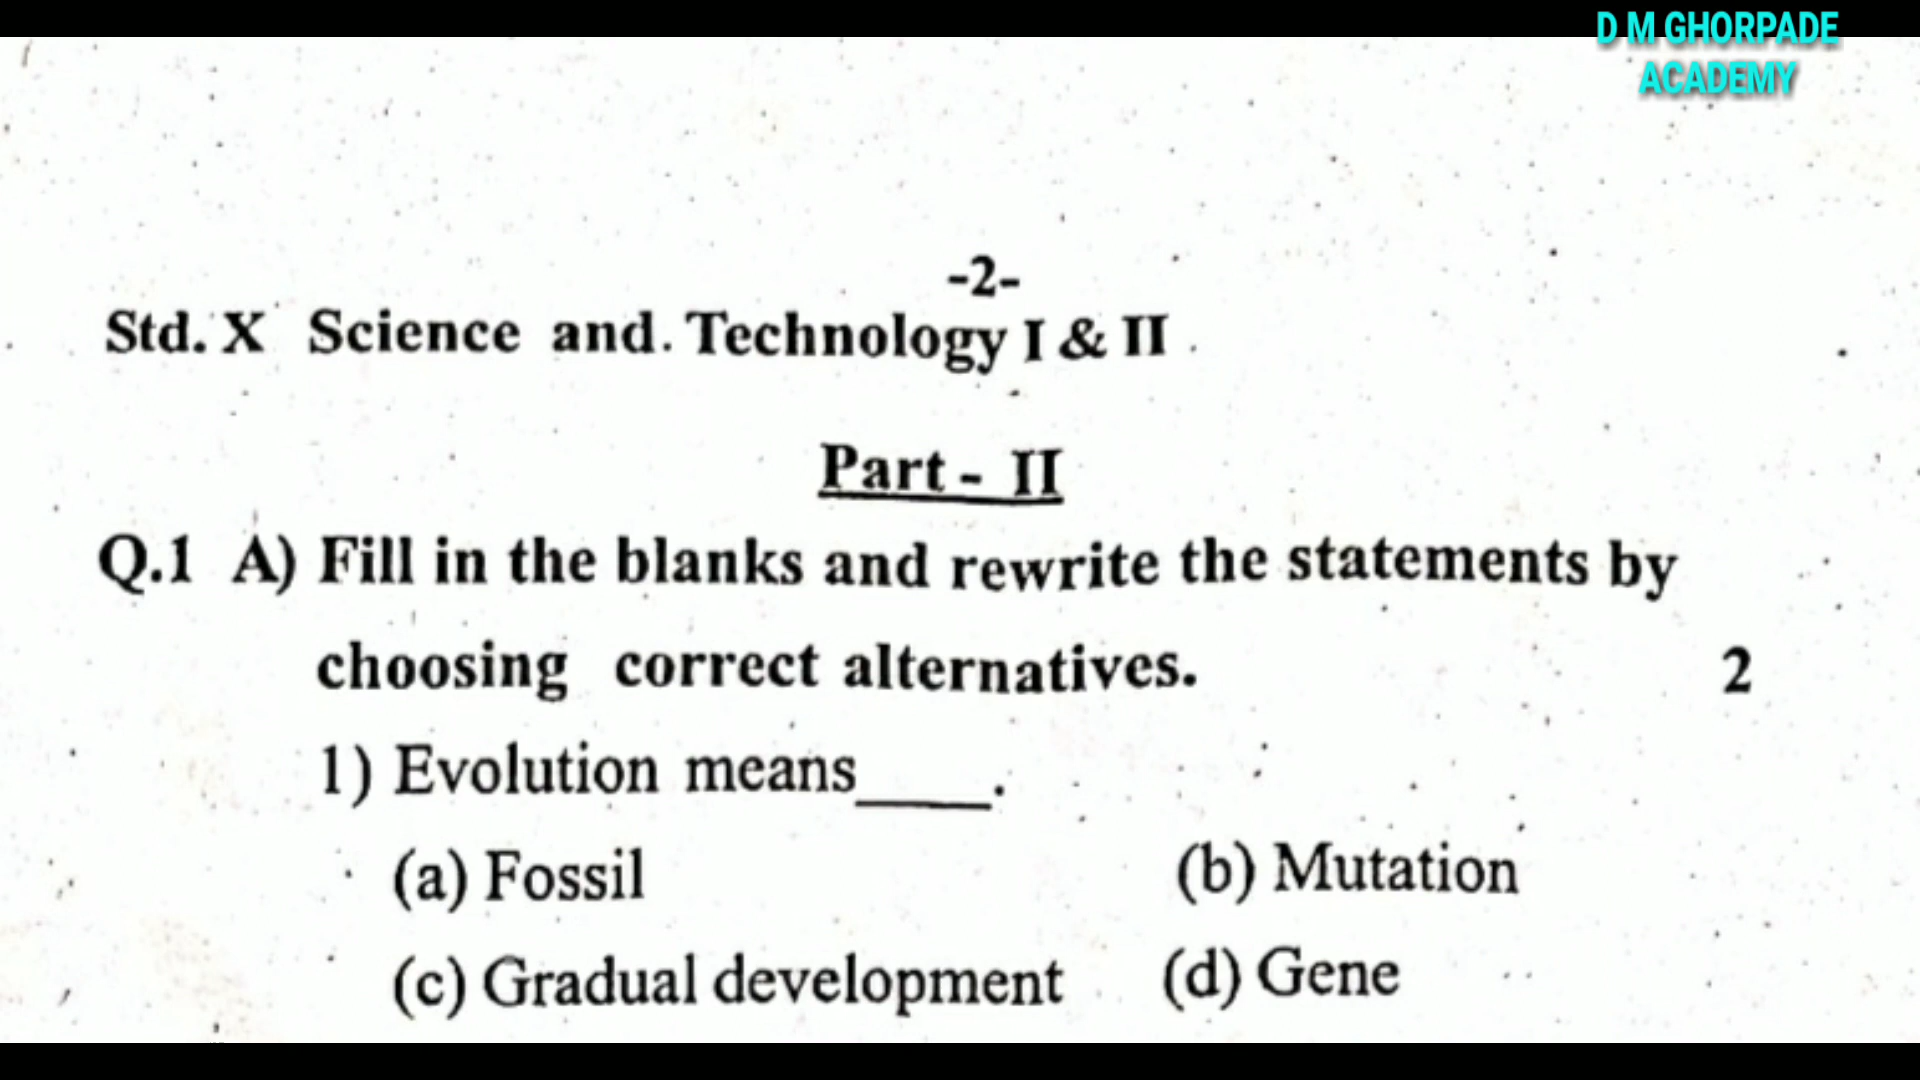 D M GHORPADE
ACADEMY
-2-
Std. X Science and. Technology I & II
Part - II
Q.1 A) Fill in the blanks and rewrite the statements by
choosing correct alternatives. 2
1) Evolution means____.
(a) Fossil (b) Mutation
(c) Gradual development (d) Gene